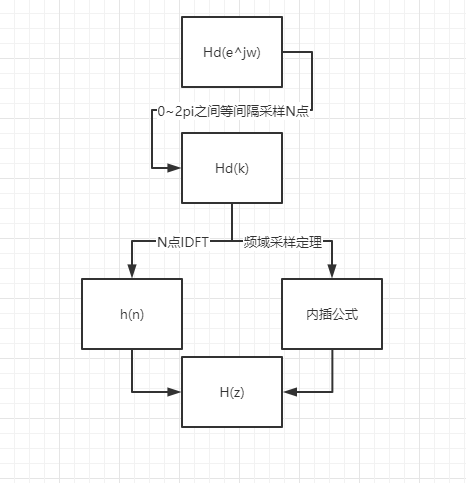 Hd(e^jw)
0~2pi之间等间隔采样N点
Hd(k)
N点IDFT
频域采样定理
h(n)
内插公式
H(z)